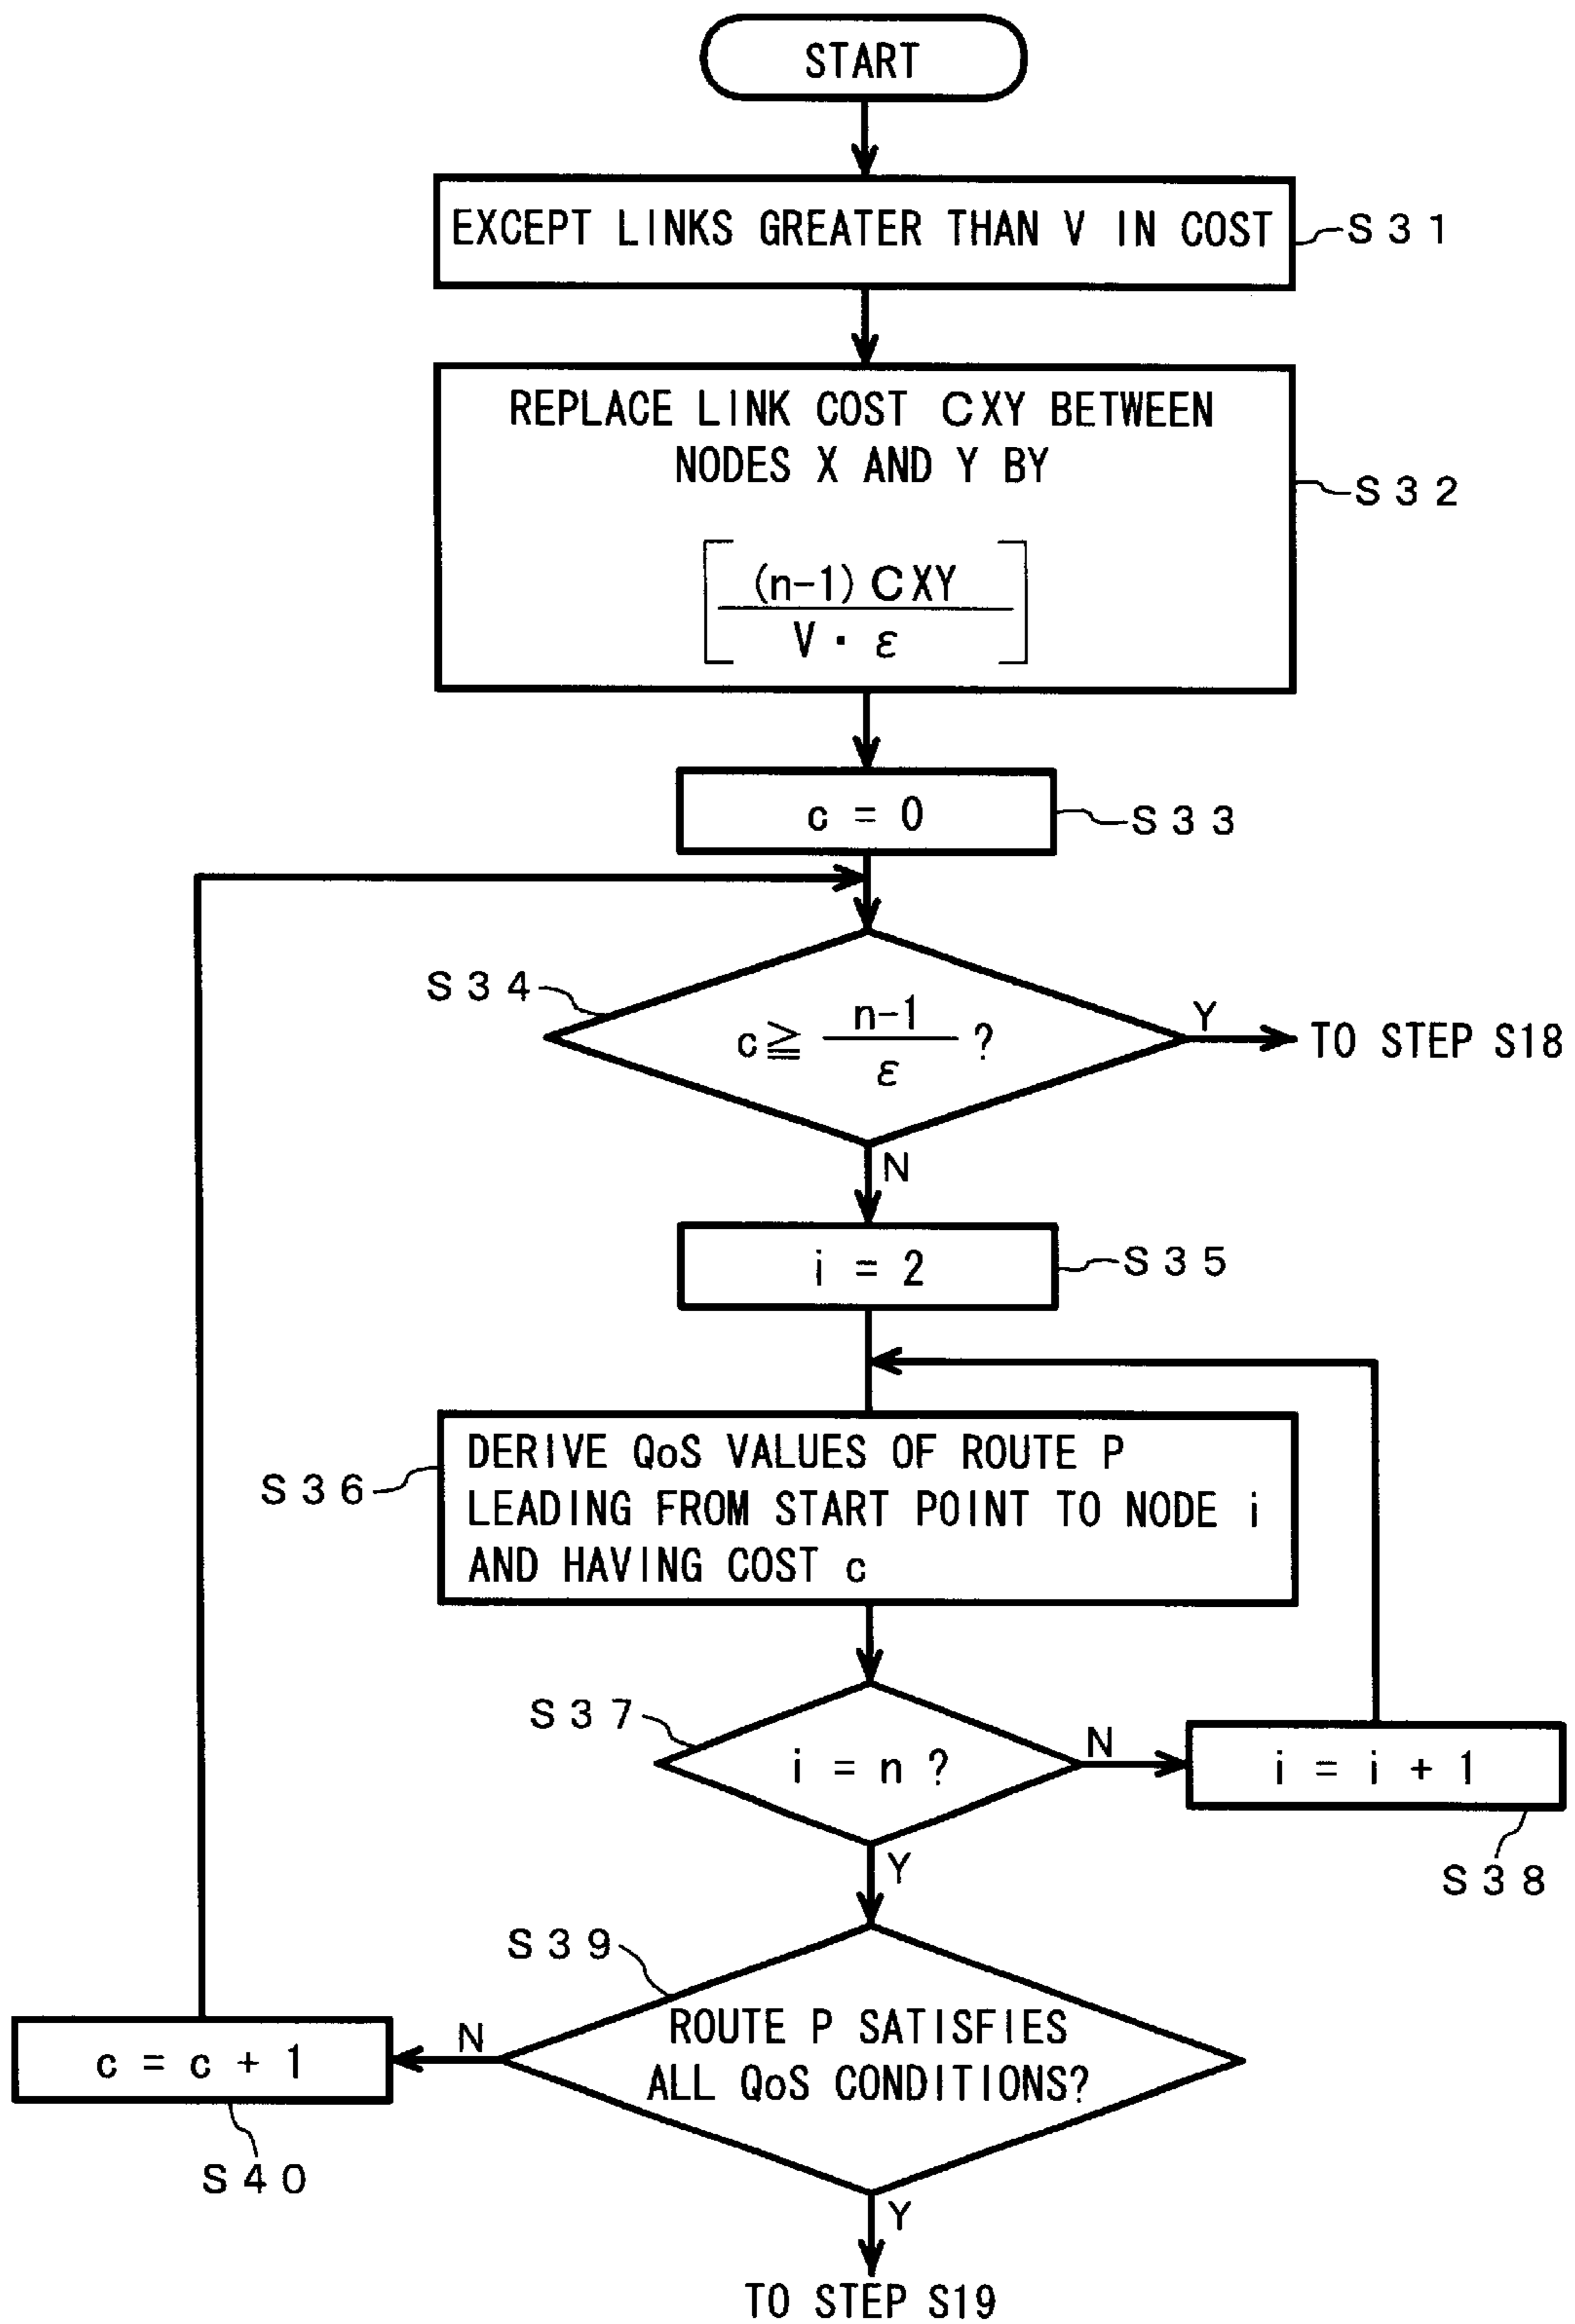 START
EXCEPT LINKS GREATER THAN V IN COST
S31
REPLACE LINK COST CXY BETWEEN
NODES X AND Y BY
S32
[(n-1) CXY
V · ε]
c = 0
S33
S34
c ≧ n-1
ε ?
Y
TO STEP S18
N
i = 2
S35
S36
DERIVE QoS VALUES OF ROUTE P
LEADING FROM START POINT TO NODE i
AND HAVING COST c
S37
i = n ?
N
i = i + 1
S38
Y
S39
ROUTE P SATISFIES
ALL QoS CONDITIONS?
N
c = c + 1
S40
Y
TO STEP S19